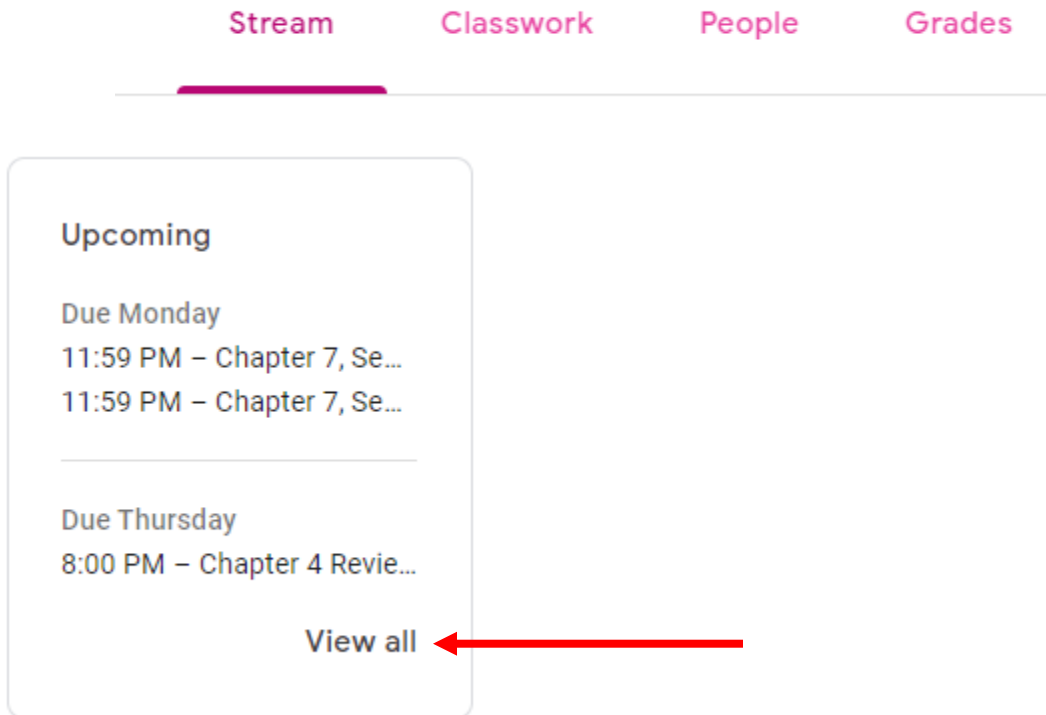 Stream Classwork People Grades
Upcoming
Due Monday
11:59 PM – Chapter 7, Se...
11:59 PM – Chapter 7, Se...
Due Thursday
8:00 PM – Chapter 4 Revie...
View all